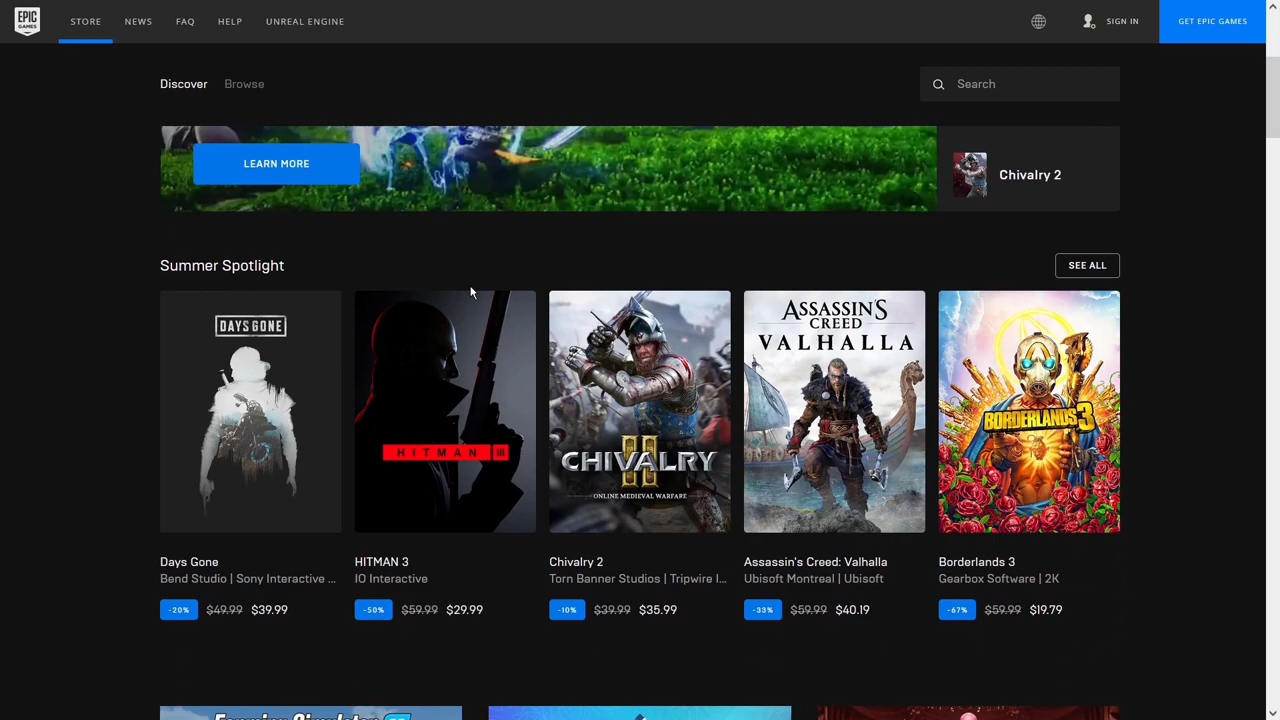 EPIC GAMES
STORE
NEWS
FAQ
HELP
UNREAL ENGINE
SIGN IN
GET EPIC GAMES
Discover
Browse
Search
LEARN MORE
Chivalry 2
Summer Spotlight
SEE ALL
DAYS GONE
HITMAN III
CHIVALRY II
ONLINE MEDIEVAL WARFARE
ASSASSIN'S
CREED
VALHALLA
BORDERLANDS 3
Days Gone
Bend Studio | Sony Interactive ...
-20% $49.99 $39.99
HITMAN 3
IO Interactive
-50% $59.99 $29.99
Chivalry 2
Torn Banner Studios | Tripwire I...
-10% $39.99 $35.99
Assassin's Creed: Valhalla
Ubisoft Montreal | Ubisoft
-33% $59.99 $40.19
Borderlands 3
Gearbox Software | 2K
-67% $59.99 $19.79